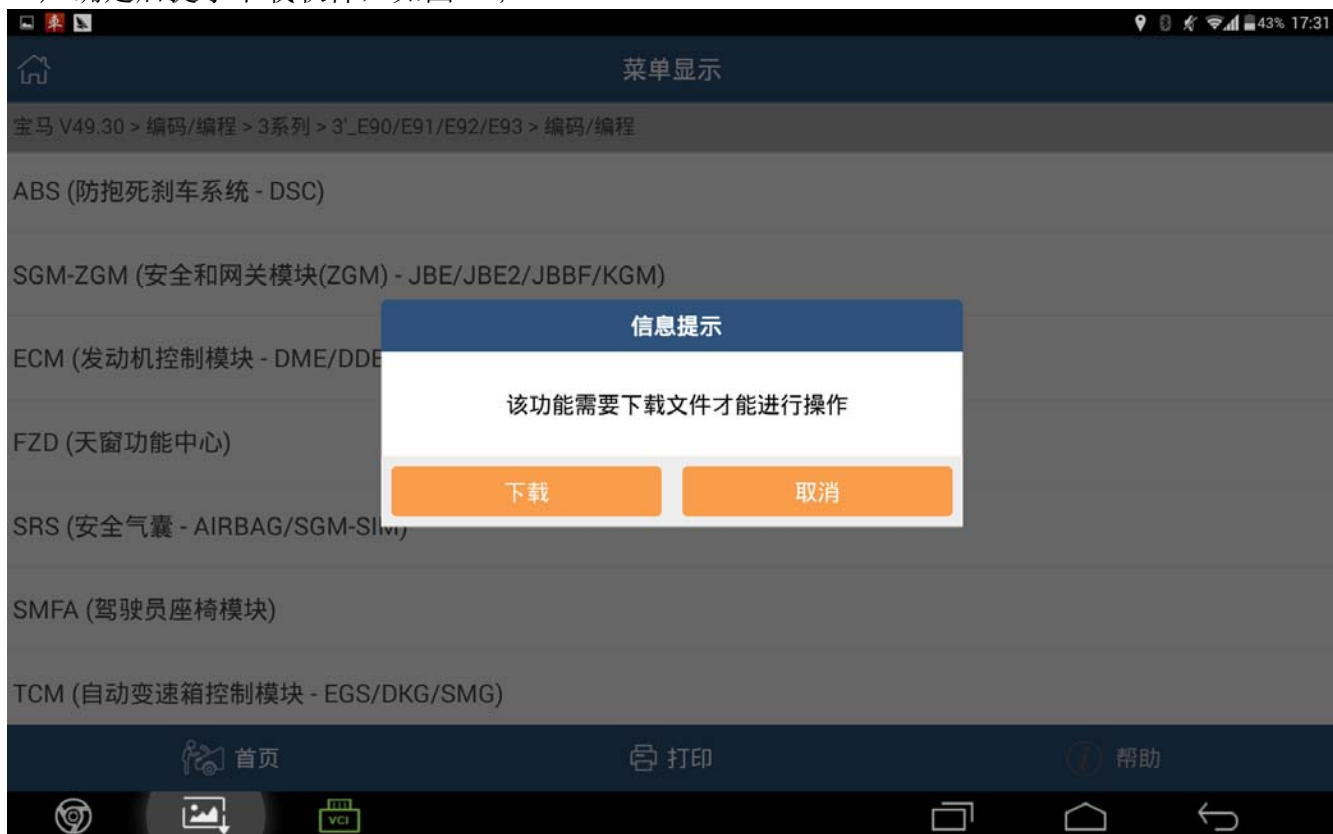 43% 17:31
菜单显示
宝马 V49.30 > 编码/编程 > 3系列 > 3'_E90/E91/E92/E93 > 编码/编程
ABS (防抱死刹车系统 - DSC)
SGM-ZGM (安全和网关模块(ZGM) - JBE/JBE2/JBBF/KGM)
信息提示
ECM (发动机控制模块 - DME/DDE
该功能需要下载文件才能进行操作
FZD (天窗功能中心)
下载 取消
SRS (安全气囊 - AIRBAG/SGM-SIM)
SMFA (驾驶员座椅模块)
TCM (自动变速箱控制模块 - EGS/DKG/SMG)
首页 打印 帮助
VCI